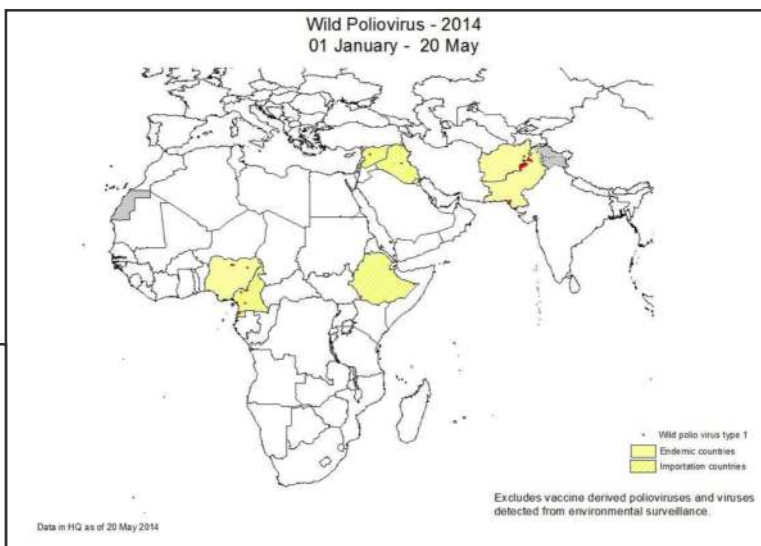 Wild Poliovirus - 2014
01 January - 20 May
Wild polio virus type 1
Endemic countries
Importation countries
Excludes vaccine derived polioviruses and viruses
detected from environmental surveillance.
Data in HQ as of 20 May 2014